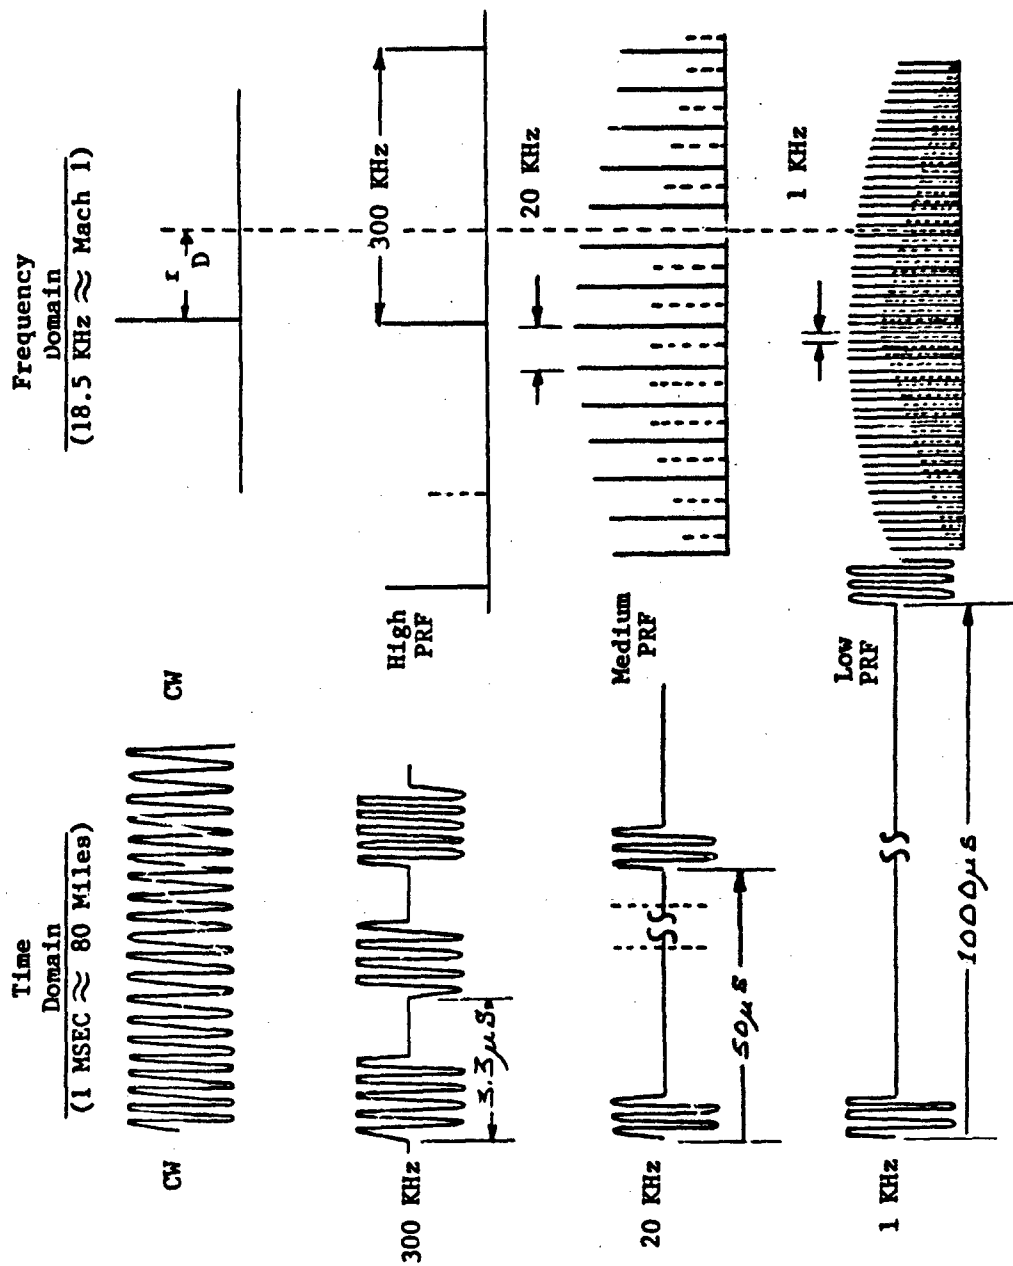 Time
Domain
(1 MSEC ≈ 80 Miles)
Frequency
Domain
(18.5 KHz ≈ Mach 1)
CW
CW
f
D
300 KHz
3.3μs
High
PRF
300 KHz
20 KHz
50μs
Medium
PRF
20 KHz
1 KHz
1000μs
Low
PRF
1 KHz